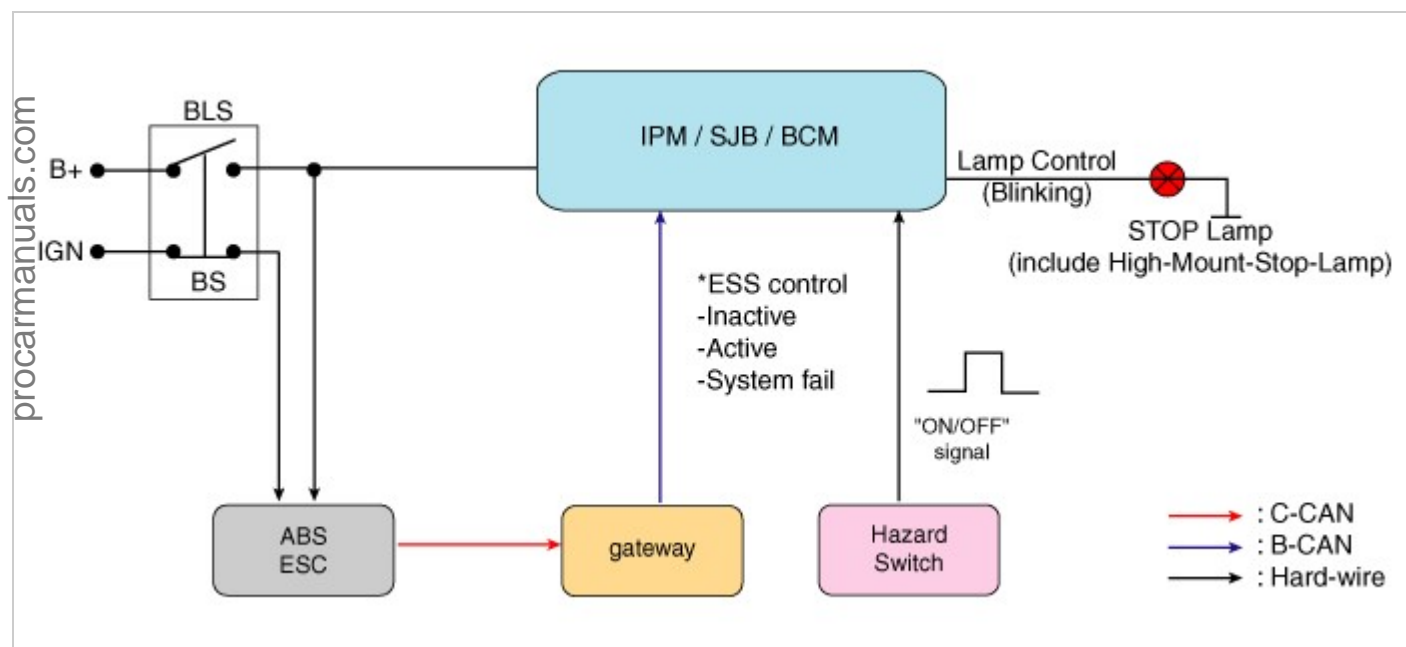 procarmanuals.com
BLS
B+
IGN
BS
IPM / SJB / BCM
Lamp Control
(Blinking)
STOP Lamp
(include High-Mount-Stop-Lamp)
*ESS control
-Inactive
-Active
-System fail
"ON/OFF"
signal
ABS
ESC
gateway
Hazard
Switch
: C-CAN
: B-CAN
: Hard-wire